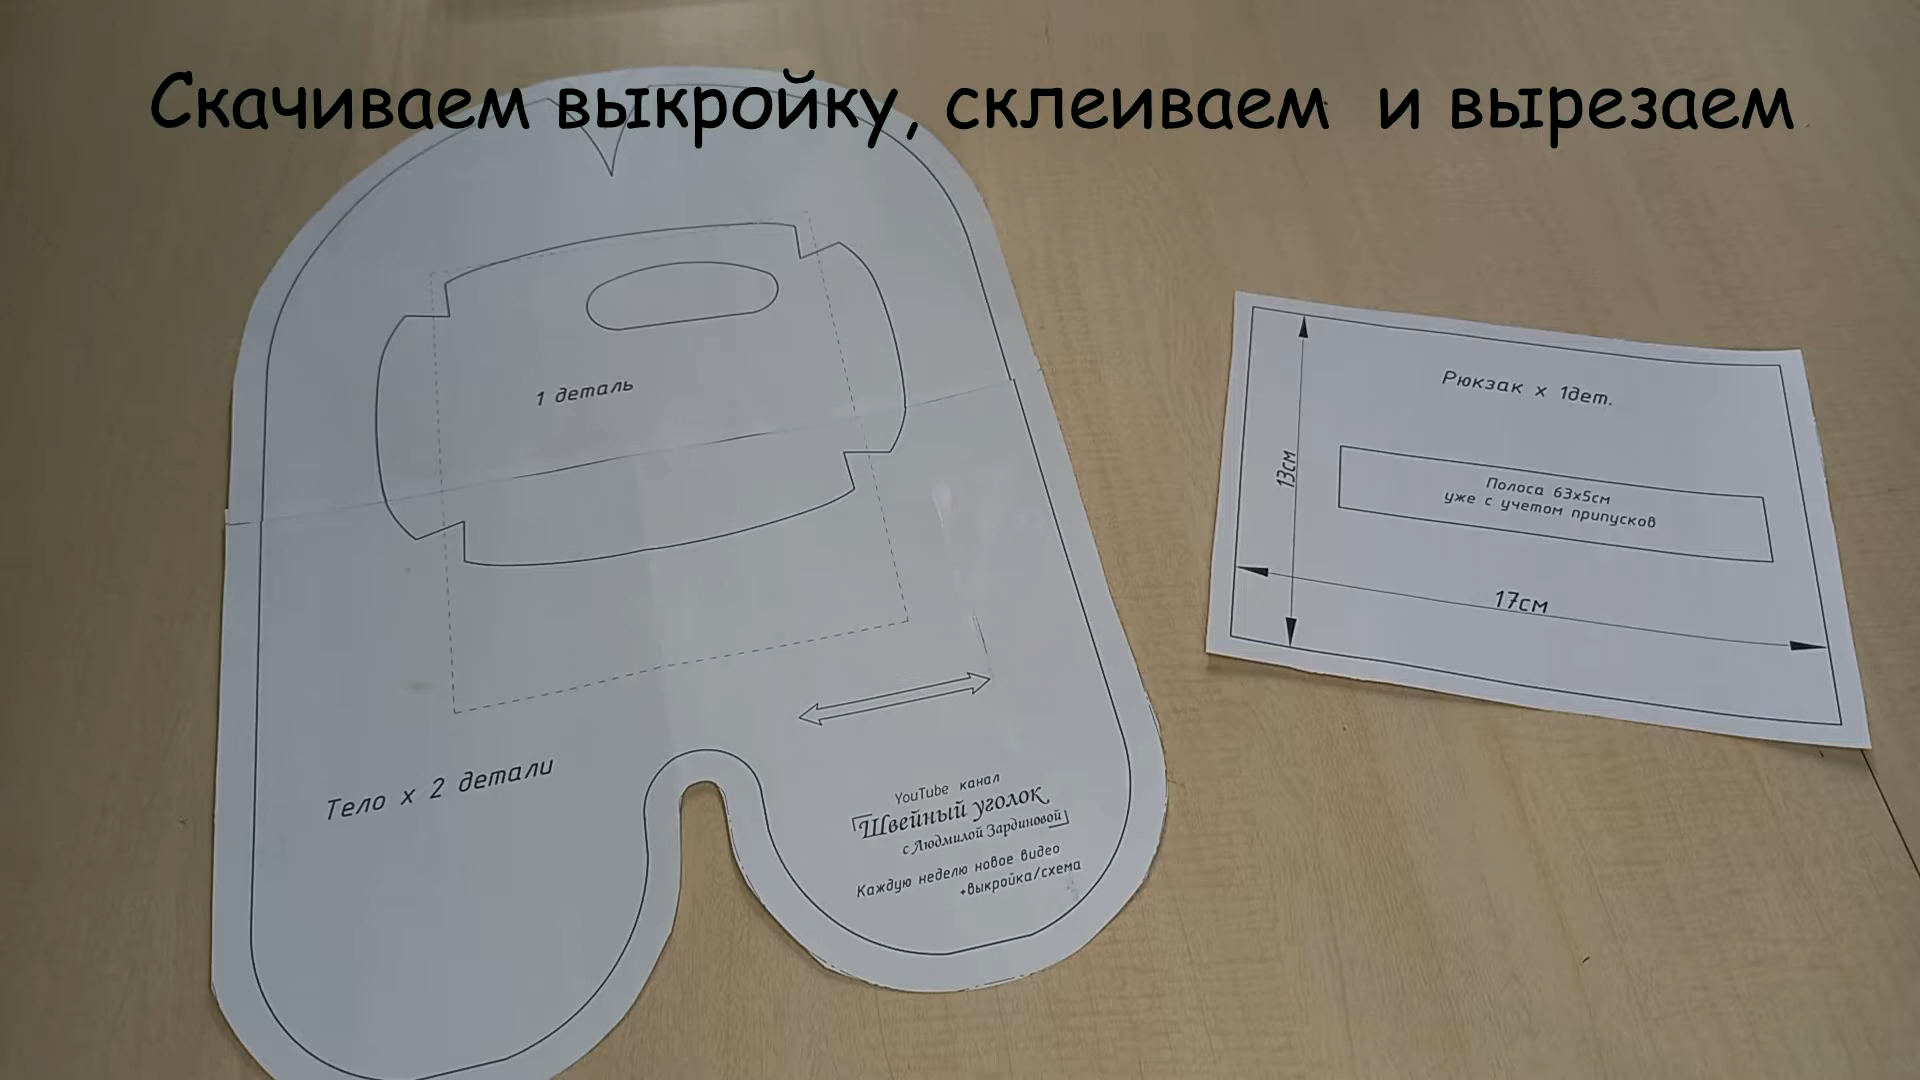 Скачиваем выкройку, склеиваем и вырезаем
1 деталь
Тело х 2 детали
YouTube канал
Швейный уголок
с Людмилой Зардиновой
Каждую неделю новое видео
+выкройка/схема
Рюкзак х 1дет.
13см
Полоса 63х5см
уже с учетом припусков
17см